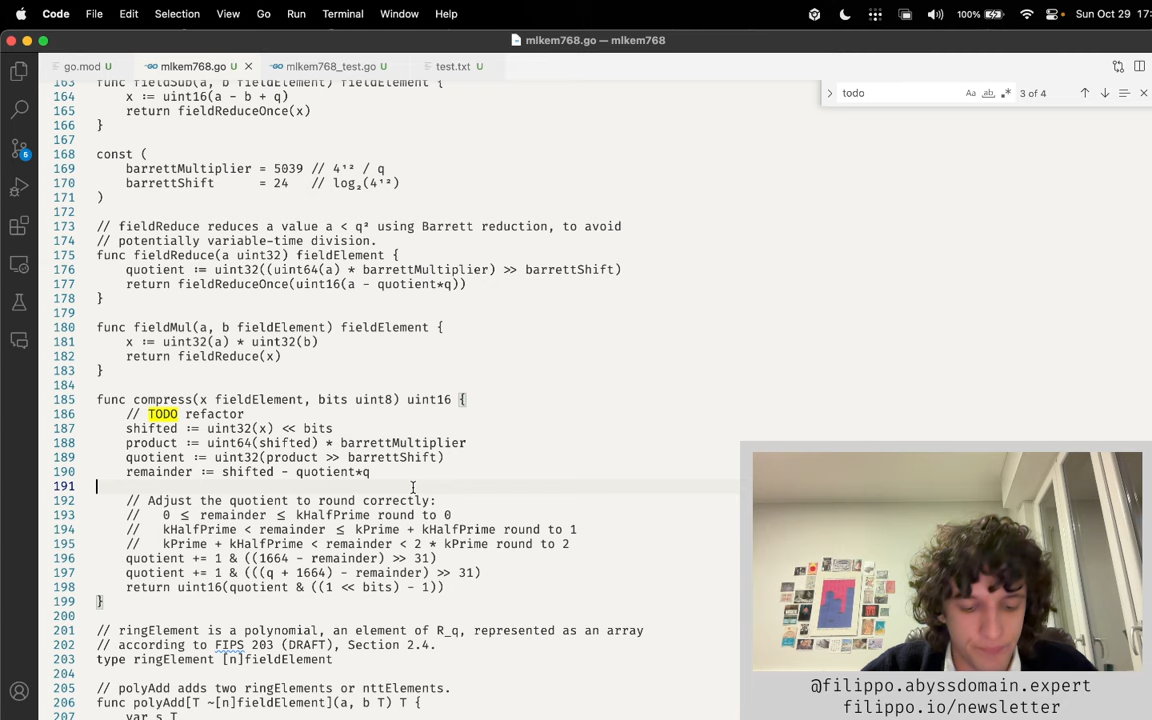 Code File Edit Selection View Go Run Terminal Window Help 100% Sun Oct 29 17:
mlkem768.go — mlkem768
go.mod U mlkem768.go U mlkem768_test.go U test.txt U
todo Aa ab 3 of 4
163 func fieldSub(a, b fieldElement) fieldElement {
164 x := uint16(a - b + q)
165 return fieldReduceOnce(x)
166 }
167
168 const (
169 barrettMultiplier = 5039 // 4¹² / q
170 barrettShift = 24 // log₂(4¹²)
171 )
172
173 // fieldReduce reduces a value a < q² using Barrett reduction, to avoid
174 // potentially variable-time division.
175 func fieldReduce(a uint32) fieldElement {
176 quotient := uint32((uint64(a) * barrettMultiplier) >> barrettShift)
177 return fieldReduceOnce(uint16(a - quotient*q))
178 }
179
180 func fieldMul(a, b fieldElement) fieldElement {
181 x := uint32(a) * uint32(b)
182 return fieldReduce(x)
183 }
184
185 func compress(x fieldElement, bits uint8) uint16 {
186 // TODO refactor
187 shifted := uint32(x) << bits
188 product := uint64(shifted) * barrettMultiplier
189 quotient := uint32(product >> barrettShift)
190 remainder := shifted - quotient*q
191
192 // Adjust the quotient to round correctly:
193 // 0 ≤ remainder ≤ kHalfPrime round to 0
194 // kHalfPrime < remainder ≤ kPrime + kHalfPrime round to 1
195 // kPrime + kHalfPrime < remainder < 2 * kPrime round to 2
196 quotient += 1 & ((1664 - remainder) >> 31)
197 quotient += 1 & (((q + 1664) - remainder) >> 31)
198 return uint16(quotient & ((1 << bits) - 1))
199 }
200
201 // ringElement is a polynomial, an element of R_q, represented as an array
202 // according to FIPS 203 (DRAFT), Section 2.4.
203 type ringElement [n]fieldElement
204
205 // polyAdd adds two ringElements or nttElements.
206 func polyAdd[T ~[n]fieldElement](a, b T) T {
207 var s T
5
@filippo.abyssdomain.expert
filippo.io/newsletter